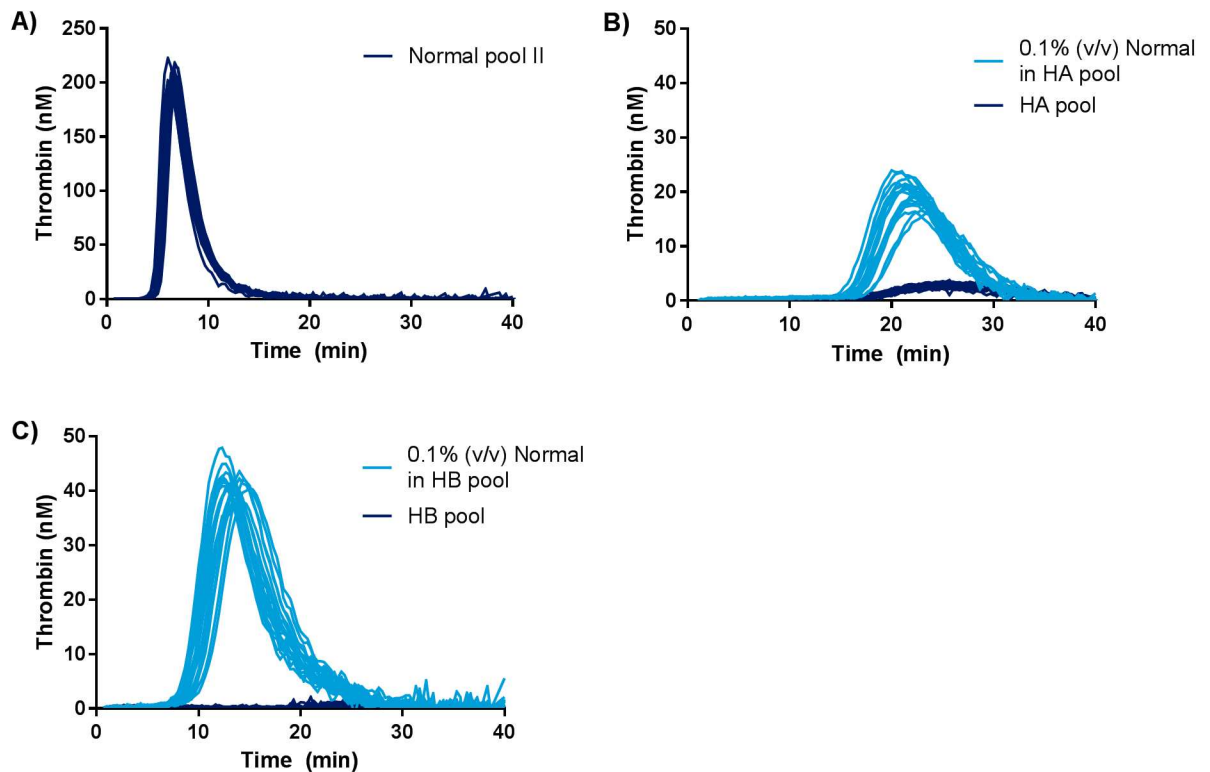 A)
250
200
150
100
50
0
Thrombin (nM)
0 10 20 30 40
Time (min)
Normal pool II
B)
50
40
30
20
10
0
Thrombin (nM)
0 10 20 30 40
Time (min)
0.1% (v/v) Normal
in HA pool
HA pool
C)
50
40
30
20
10
0
Thrombin (nM)
0 10 20 30 40
Time (min)
0.1% (v/v) Normal
in HB pool
HB pool